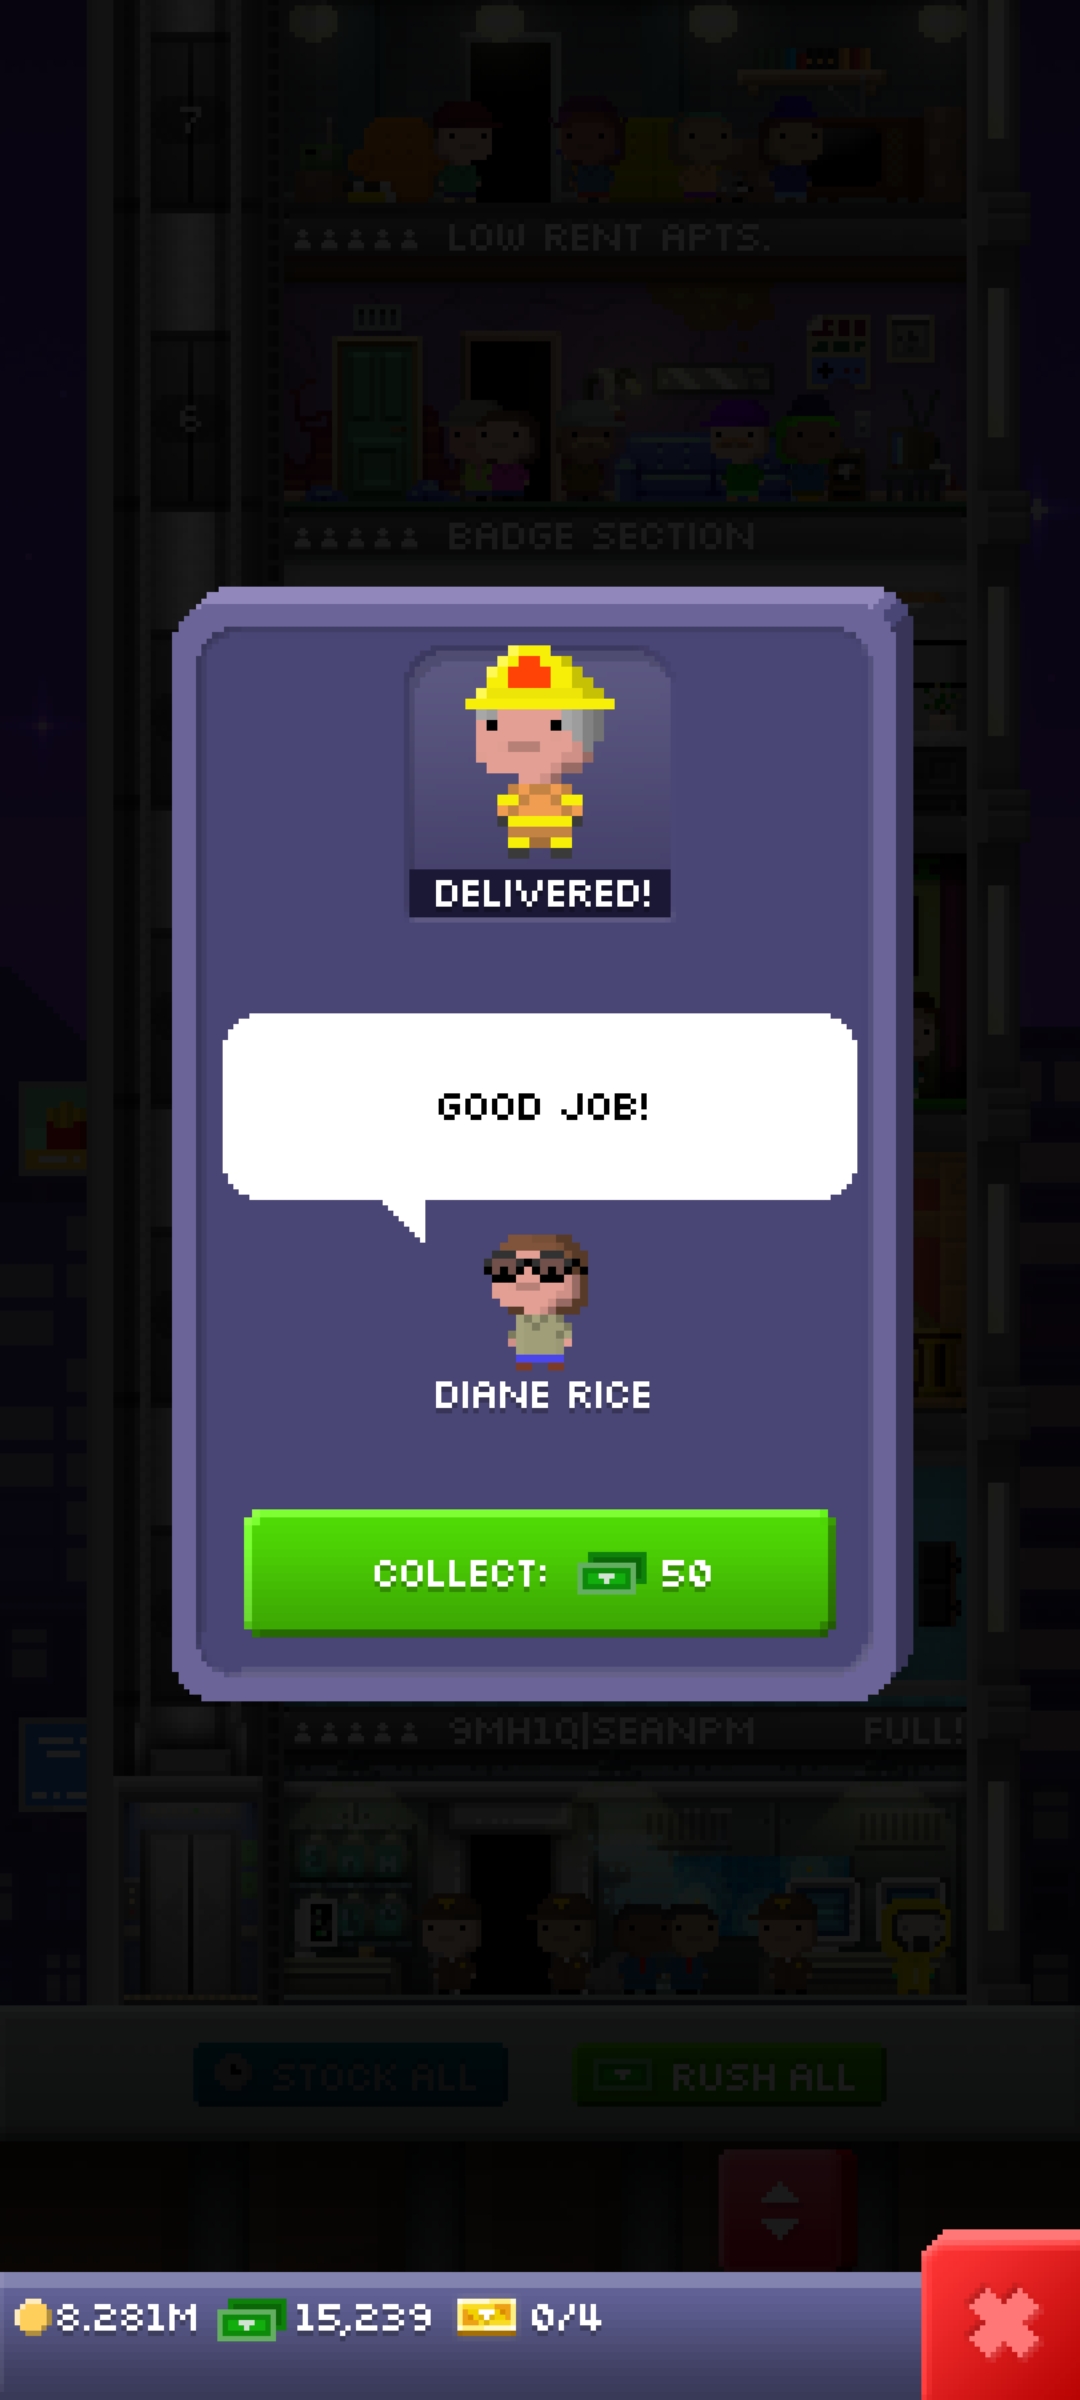 7
LOW RENT APTS.
6
BADGE SECTION
DELIVERED!
GOOD JOB!
DIANE RICE
COLLECT: 50
9MH1Q|SEANPM FULL!
STOCK ALL RUSH ALL
8.281M 15,239 0/4